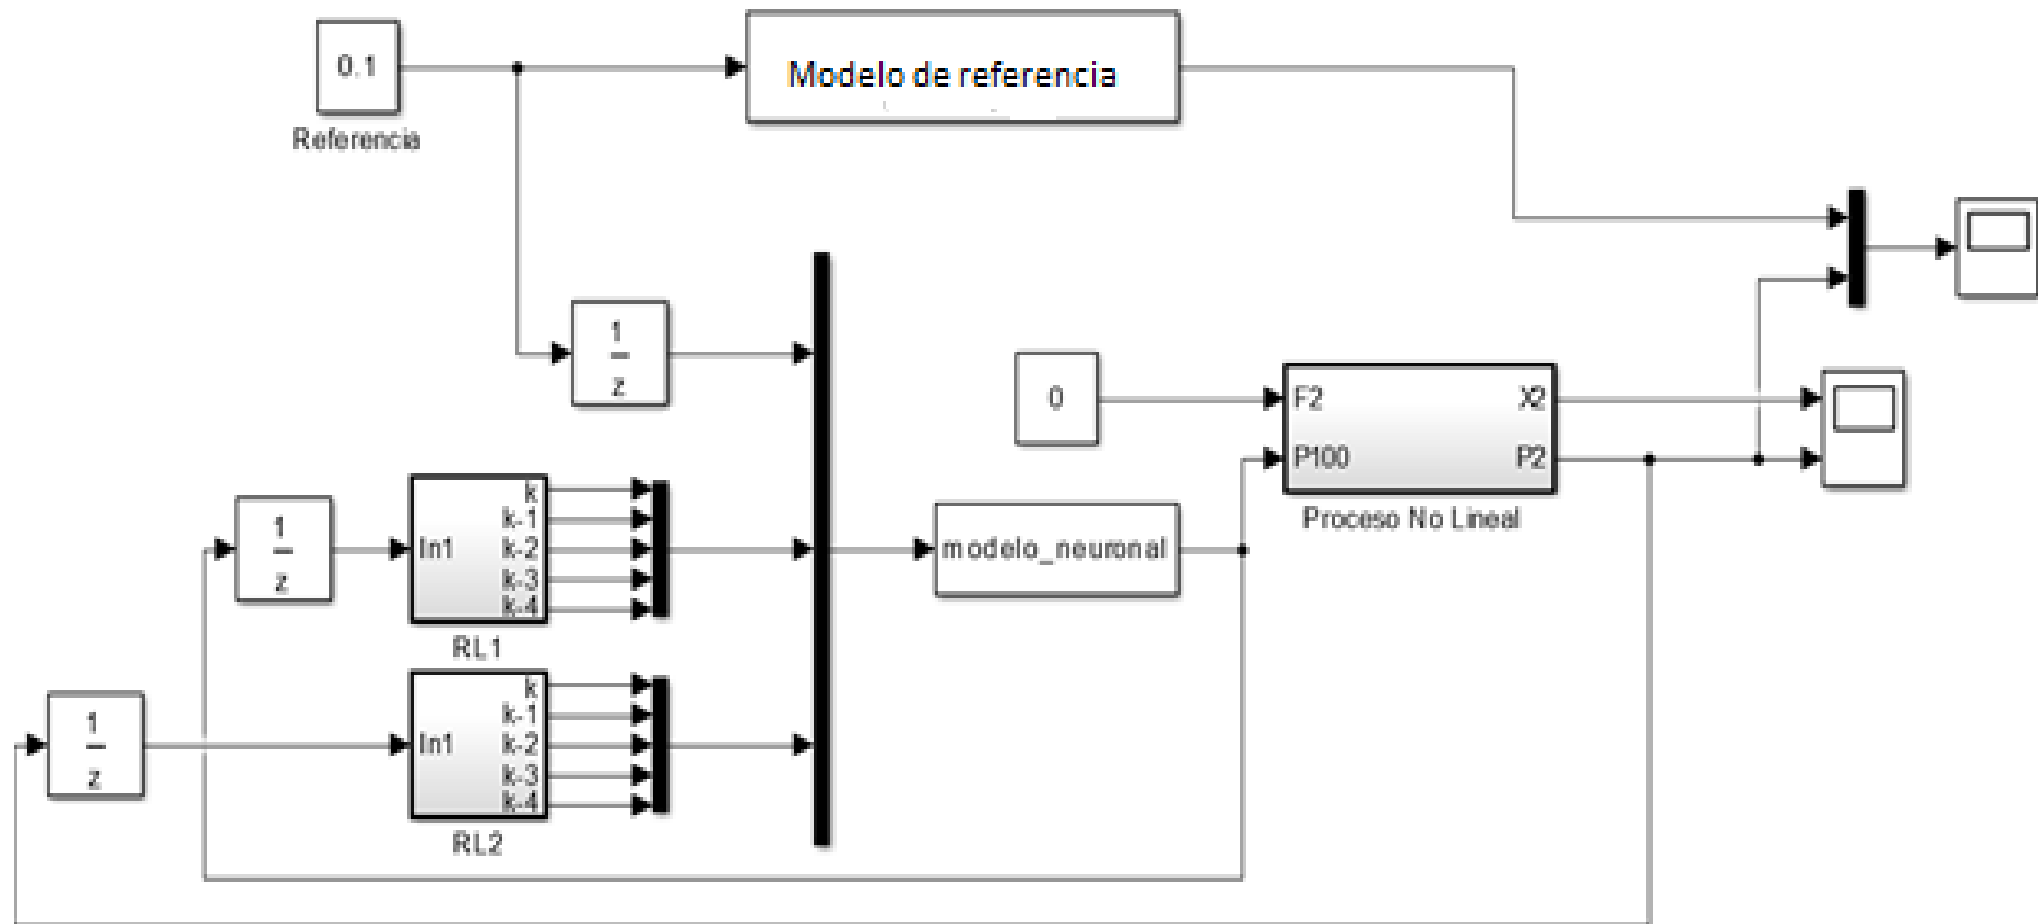 0.1
Modelo de referencia
Referencia
1
z
0
F2
X2
P100
P2
Proceso No Lineal
1
z
In1
k
k-1
k-2
k-3
k-4
RL1
modelo_neuronal
1
z
In1
k
k-1
k-2
k-3
k-4
RL2